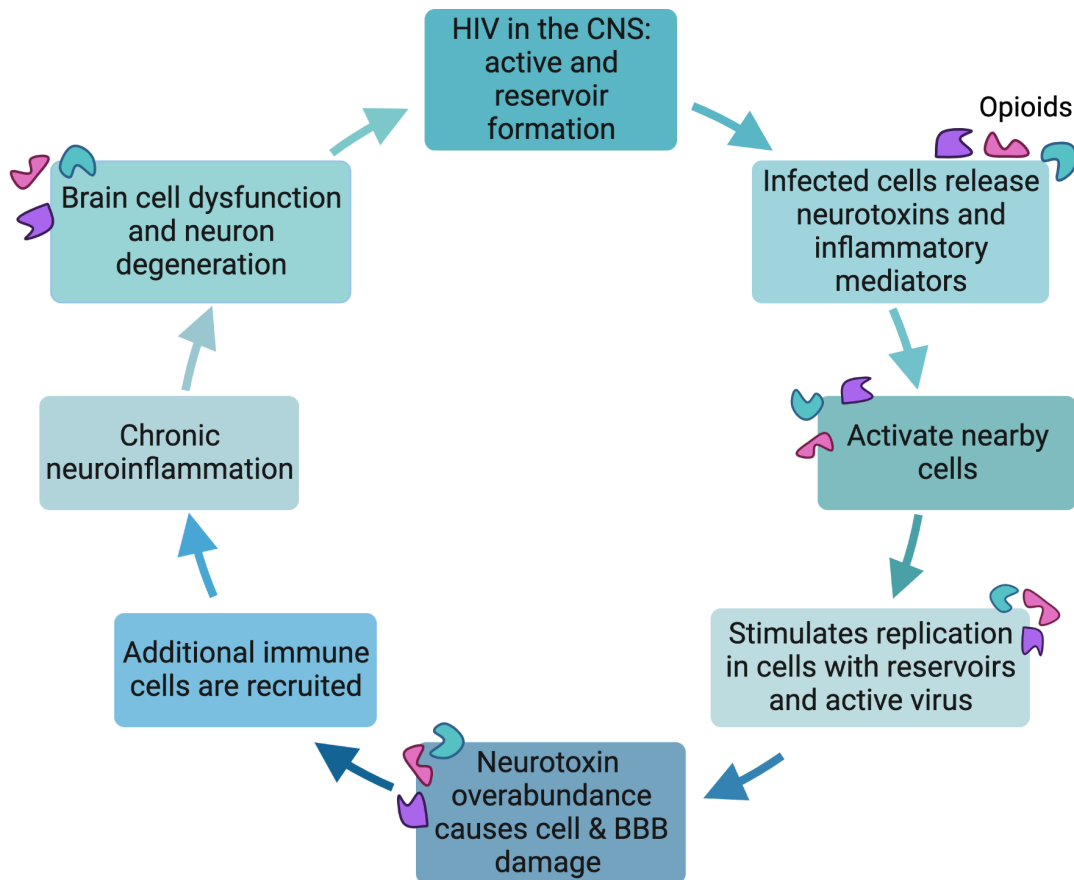 HIV in the CNS:
active and
reservoir
formation
Opioids
Infected cells release
neurotoxins and
inflammatory
mediators
Activate nearby
cells
Stimulates replication
in cells with reservoirs
and active virus
Neurotoxin
overabundance
causes cell & BBB
damage
Additional immune
cells are recruited
Chronic
neuroinflammation
Brain cell dysfunction
and neuron
degeneration